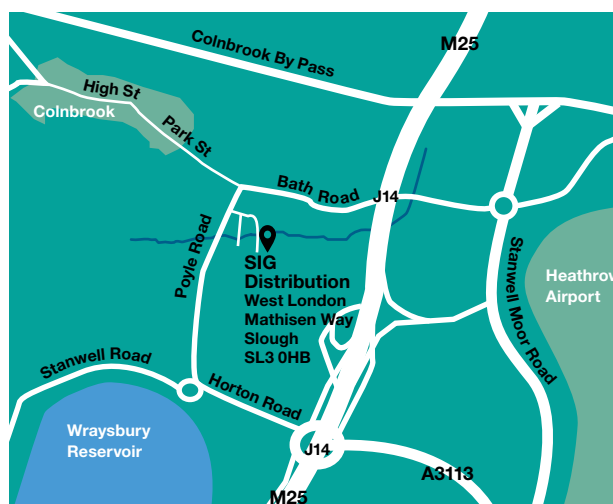 Colnbrook By Pass
M25
High St
Colnbrook
Park St
Bath Road
J14
Poyle Road
SIG
Distribution
West London
Mathisen Way
Slough
SL3 0HB
Stanwell Moor Road
Heathrow
Airport
Stanwell Road
Horton Road
Wraysbury
Reservoir
J14
A3113
M25